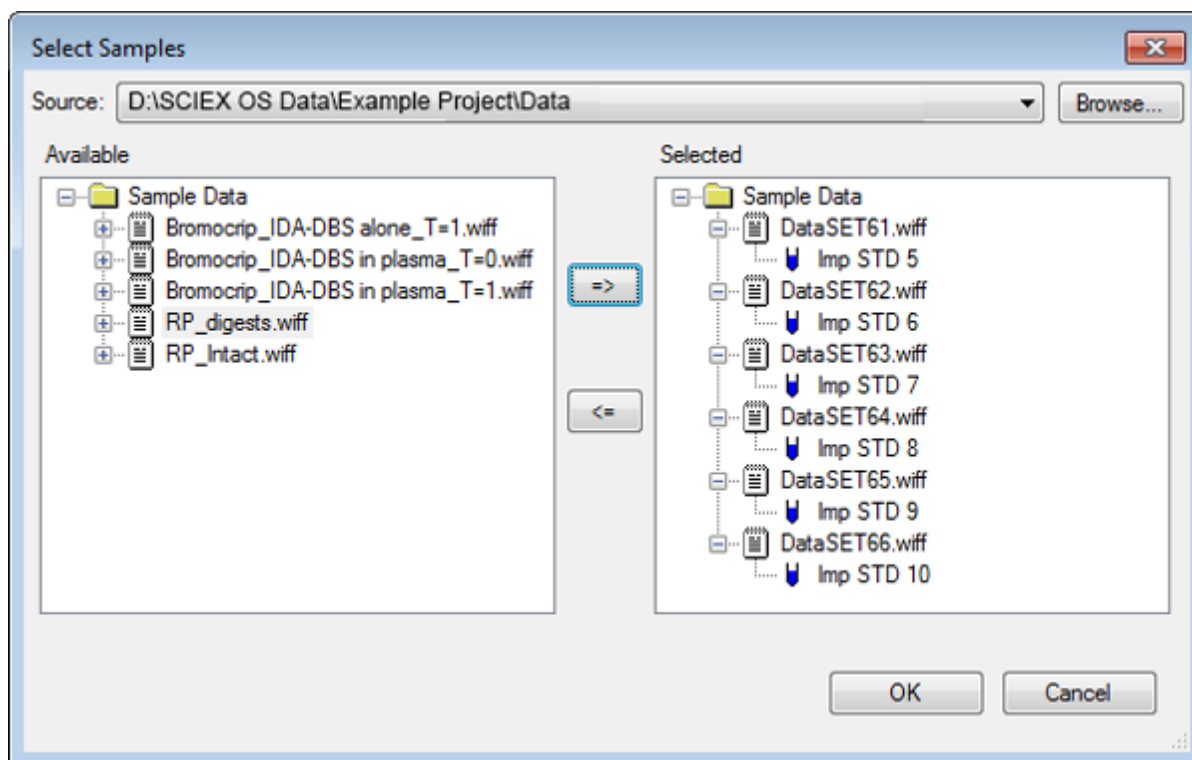 Select Samples
Source: D:\SCIEX OS Data\Example Project\Data Browse...
Available
Sample Data
Bromocrip_IDA-DBS alone_T=1.wiff
Bromocrip_IDA-DBS in plasma_T=0.wiff
Bromocrip_IDA-DBS in plasma_T=1.wiff
RP_digests.wiff
RP_Intact.wiff
=>
<=
Selected
Sample Data
DataSET61.wiff
Imp STD 5
DataSET62.wiff
Imp STD 6
DataSET63.wiff
Imp STD 7
DataSET64.wiff
Imp STD 8
DataSET65.wiff
Imp STD 9
DataSET66.wiff
Imp STD 10
OK Cancel